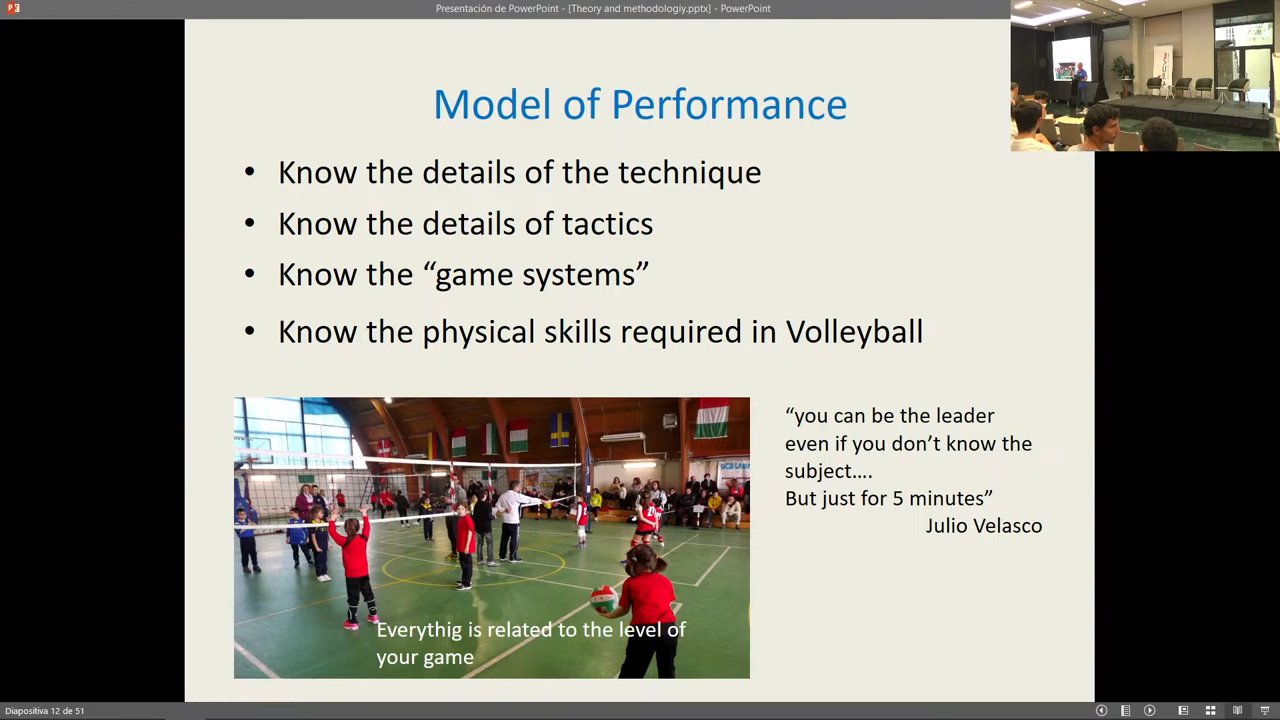 Presentación de PowerPoint - [Theory and methodologiy.pptx] - PowerPoint
Model of Performance
• Know the details of the technique
• Know the details of tactics
• Know the “game systems”
• Know the physical skills required in Volleyball
“you can be the leader
even if you don’t know the
subject....
But just for 5 minutes”
Julio Velasco
Everythig is related to the level of
your game
Diapositiva 12 de 51